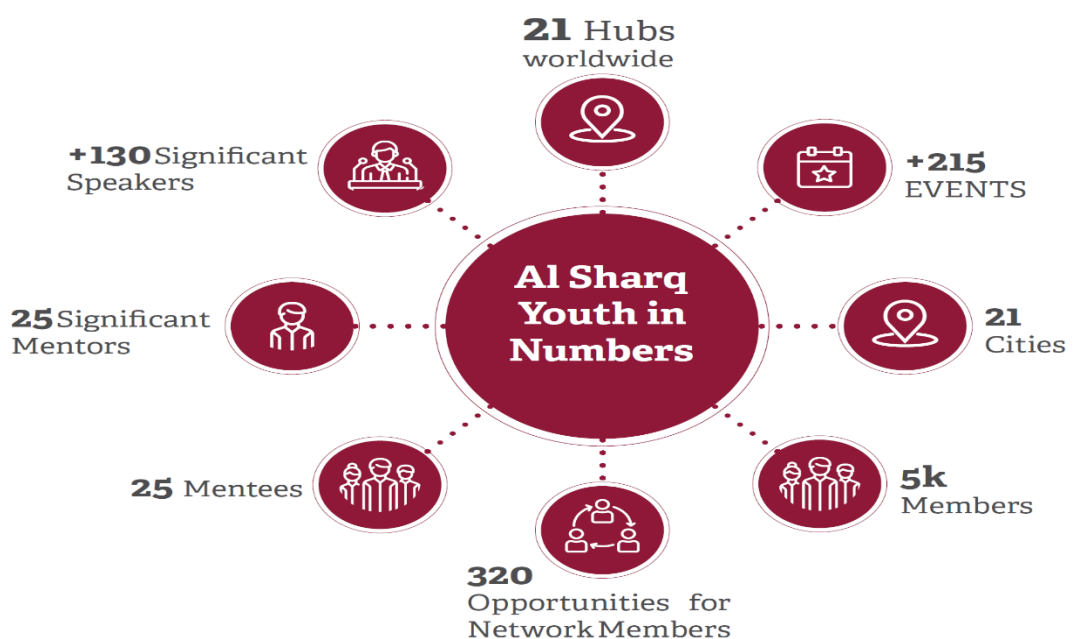 21 Hubs
worldwide
+130 Significant
Speakers
+215
EVENTS
Al Sharq
Youth in
Numbers
25 Significant
Mentors
21
Cities
25 Mentees
5k
Members
320
Opportunities for
Network Members